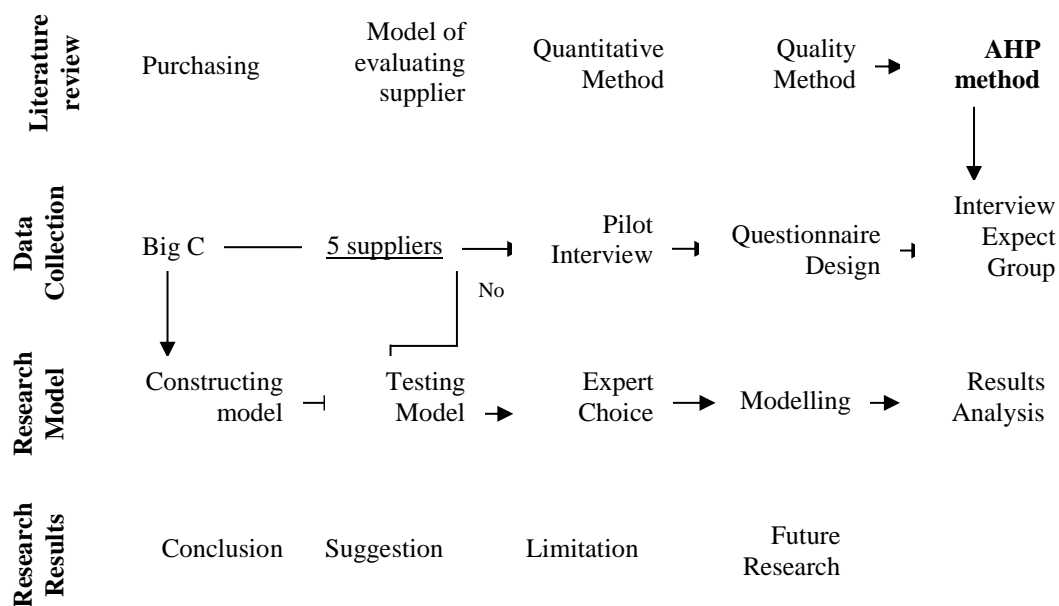 Literature
review
Purchasing
Model of
evaluating
supplier
Quantitative
Method
Quality
Method
AHP
method
Data
Collection
Big C
5 suppliers
Pilot
Interview
Questionnaire
Design
Interview
Expect
Group
No
Research
Model
Constructing
model
Testing
Model
Expert
Choice
Modelling
Results
Analysis
Research
Results
Conclusion
Suggestion
Limitation
Future
Research